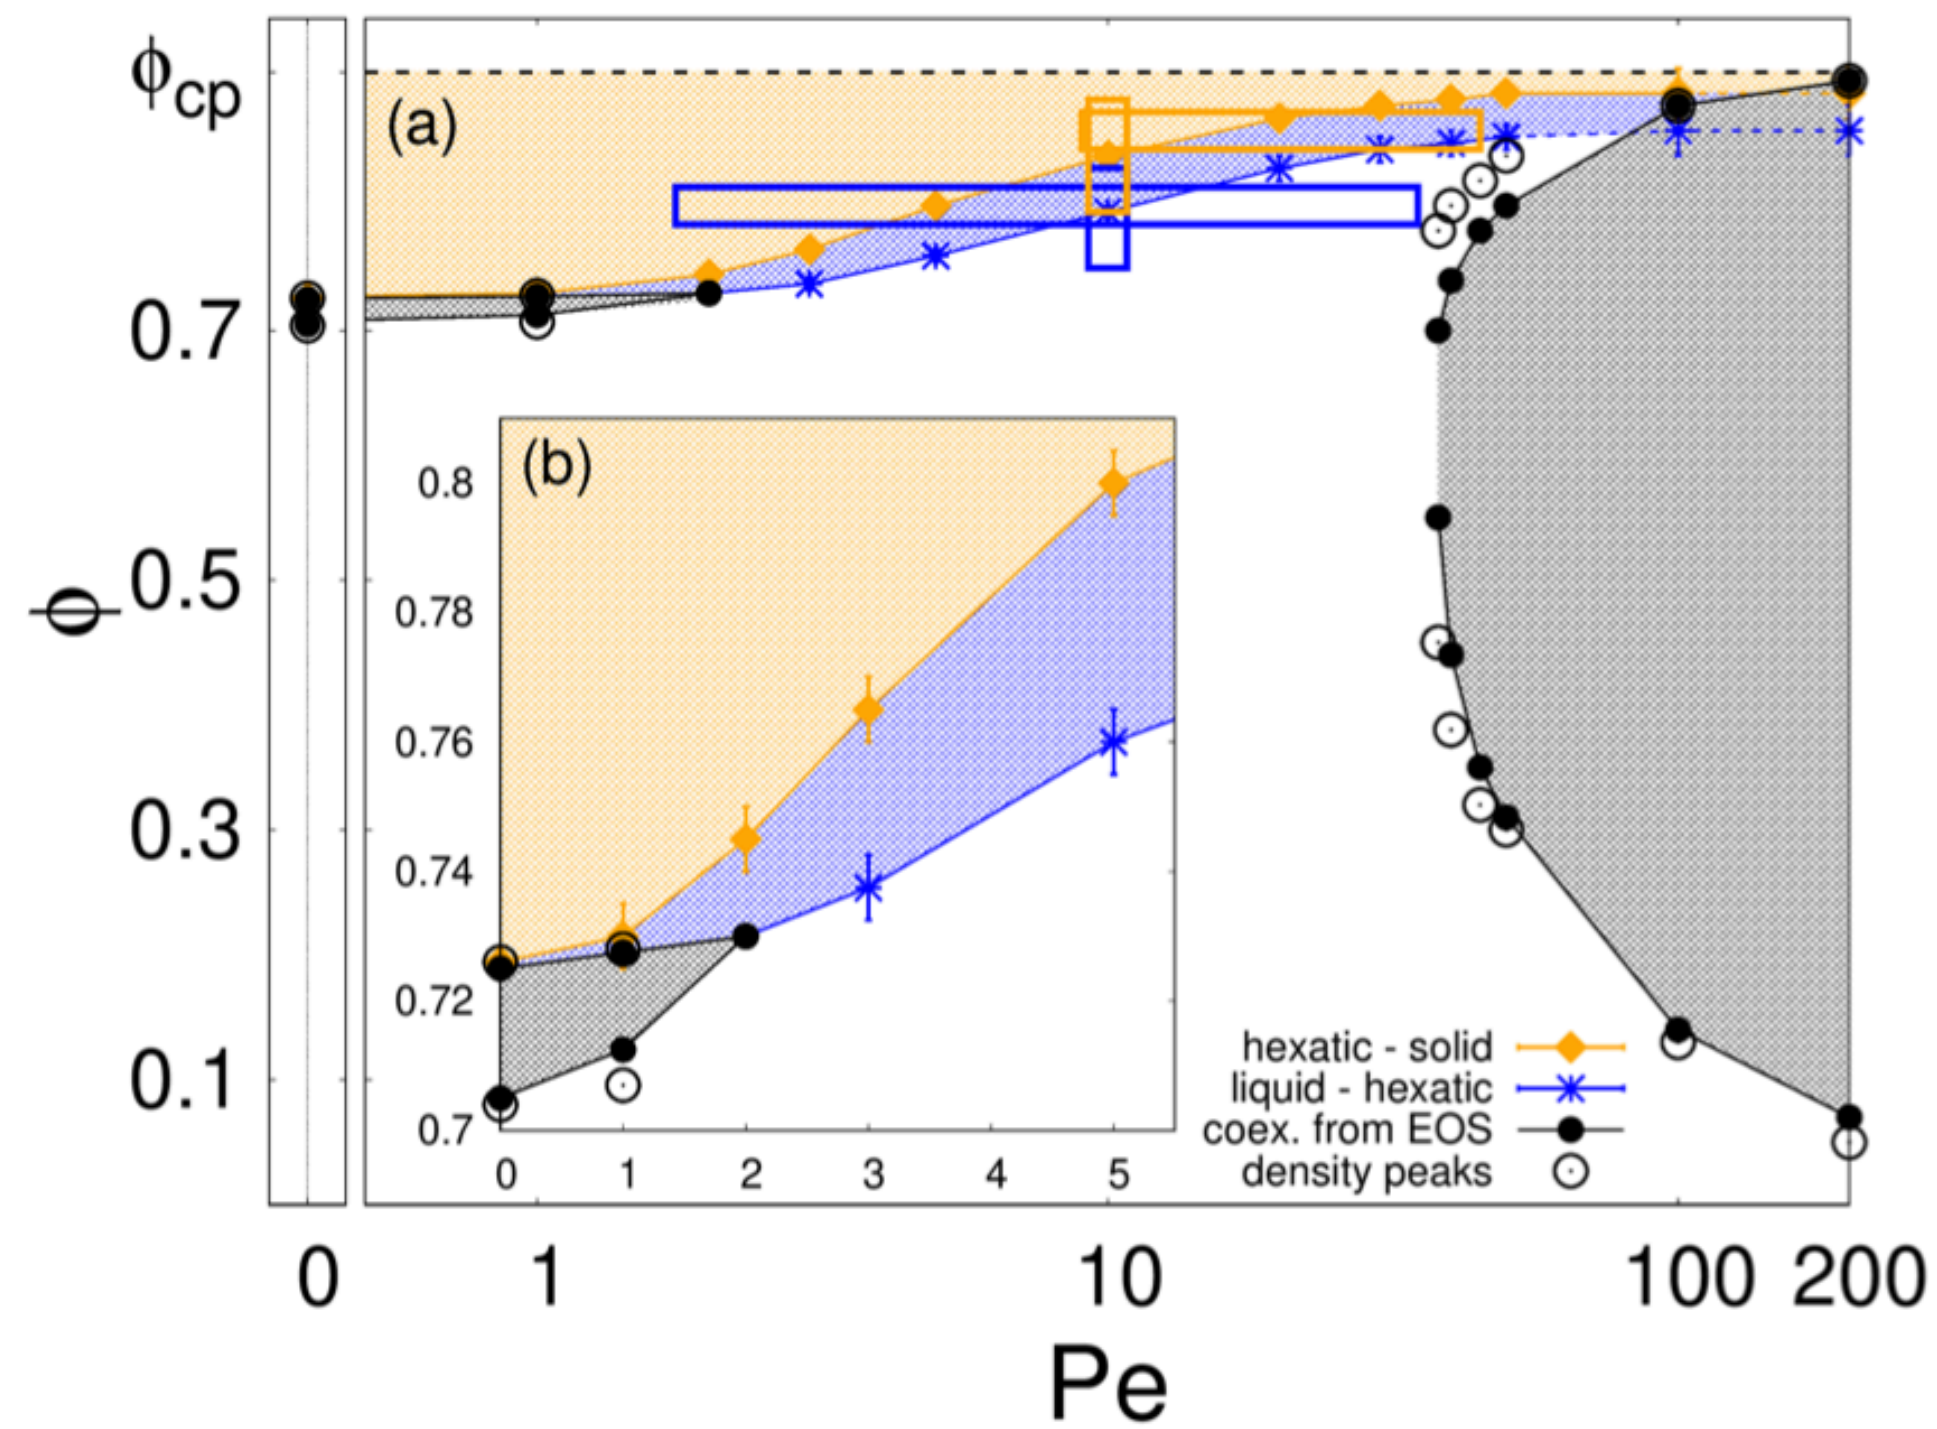 ϕcp
(a)
0.7
(b)
0.8
0.5
0.78
ϕ
0.76
0.3
0.74
0.72
hexatic - solid
liquid - hexatic
0.1
0.7
coex. from EOS
density peaks
0 1 2 3 4 5
0 1 10 100 200
Pe